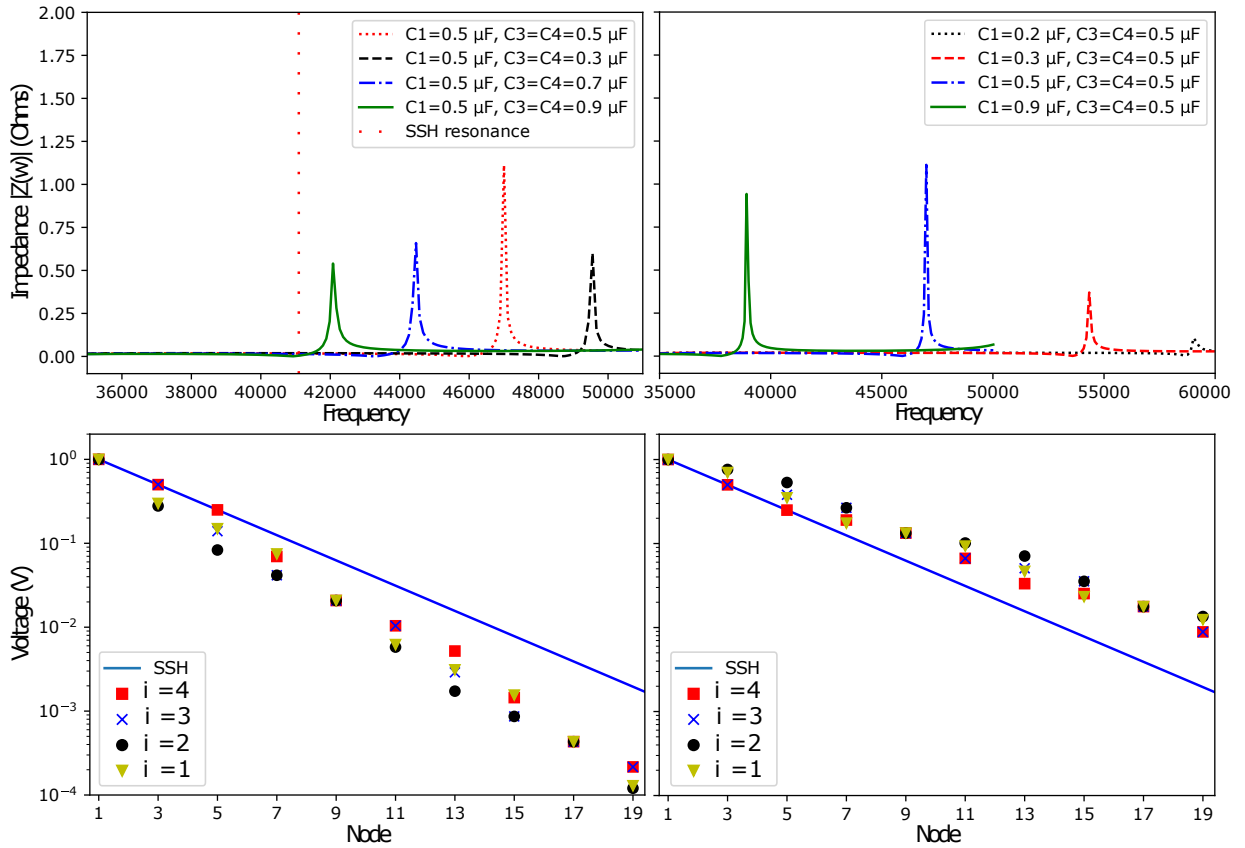 2.00
1.75
1.50
1.25
1.00
0.75
0.50
0.25
0.00
Impedance |Z(w)| (Ohms)
C1=0.5 µF, C3=C4=0.5 µF
C1=0.5 µF, C3=C4=0.3 µF
C1=0.5 µF, C3=C4=0.7 µF
C1=0.5 µF, C3=C4=0.9 µF
SSH resonance
36000 38000 40000 42000 44000 46000 48000 50000
Frequency
C1=0.2 µF, C3=C4=0.5 µF
C1=0.3 µF, C3=C4=0.5 µF
C1=0.5 µF, C3=C4=0.5 µF
C1=0.9 µF, C3=C4=0.5 µF
35000 40000 45000 50000 55000 60000
Frequency
10⁰
10⁻¹
10⁻²
10⁻³
10⁻⁴
Voltage (V)
SSH
i =4
i =3
i =2
i =1
1 3 5 7 9 11 13 15 17 19
Node
SSH
i =4
i =3
i =2
i =1
1 3 5 7 9 11 13 15 17 19
Node